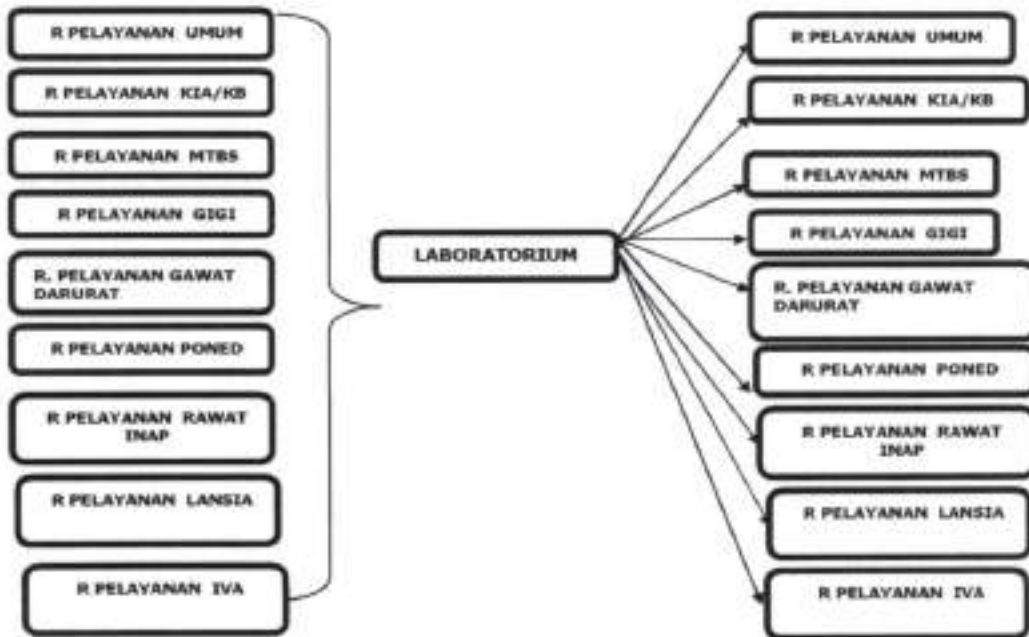 R PELAYANAN UMUM
R PELAYANAN KIA/KB
R PELAYANAN MTBS
R PELAYANAN GIGI
R. PELAYANAN GAWAT
DARURAT
R PELAYANAN PONED
R PELAYANAN RAWAT
INAP
R PELAYANAN LANSIA
R PELAYANAN IVA
LABORATORIUM
R PELAYANAN UMUM
R PELAYANAN KIA/KB
R PELAYANAN MTBS
R PELAYANAN GIGI
R. PELAYANAN GAWAT
DARURAT
R PELAYANAN PONED
R PELAYANAN RAWAT
INAP
R PELAYANAN LANSIA
R PELAYANAN IVA